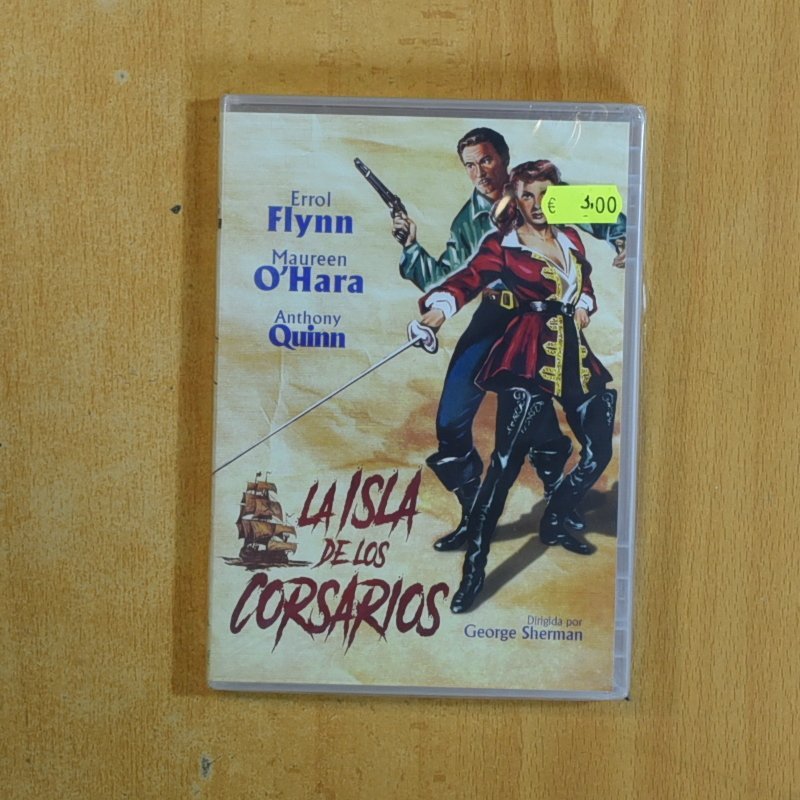 Errol
Flynn
Maureen
O'Hara
Anthony
Quinn
€ 3,00
LA ISLA
DE LOS
CORSARIOS
Dirigida por
George Sherman